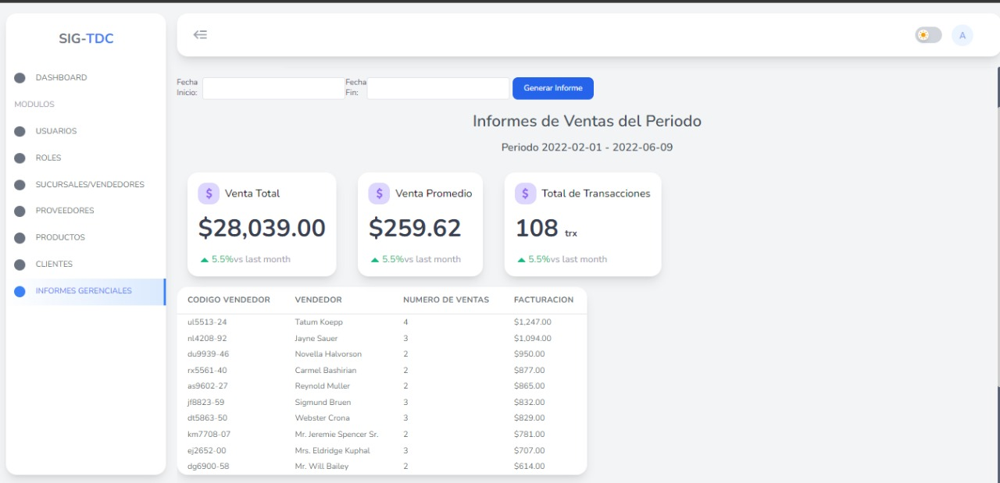 SIG-TDC
DASHBOARD
MODULOS
USUARIOS
ROLES
SUCURSALES/VENDEDORES
PROVEEDORES
PRODUCTOS
CLIENTES
INFORMES GERENCIALES
A
Fecha
Inicio:
Fecha
Fin:
Generar Informe
Informes de Ventas del Periodo
Periodo 2022-02-01 - 2022-06-09
$ Venta Total
$28,039.00
5.5%vs last month
$ Venta Promedio
$259.62
5.5%vs last month
$ Total de Transacciones
108 trx
5.5%vs last month
CODIGO VENDEDOR VENDEDOR NUMERO DE VENTAS FACTURACION
ul5513-24 Tatum Koepp 4 $1,247.00
nl4208-92 Jayne Sauer 3 $1,094.00
du9939-46 Novella Halvorson 2 $950.00
rx5561-40 Carmel Bashirian 2 $877.00
as9602-27 Reynold Muller 2 $865.00
jf8823-59 Sigmund Bruen 3 $832.00
dt5863-50 Webster Crona 3 $829.00
km7708-07 Mr. Jeremie Spencer Sr. 2 $781.00
ej2652-00 Mrs. Eldridge Kuphal 3 $707.00
dg6900-58 Mr. Will Bailey 2 $614.00